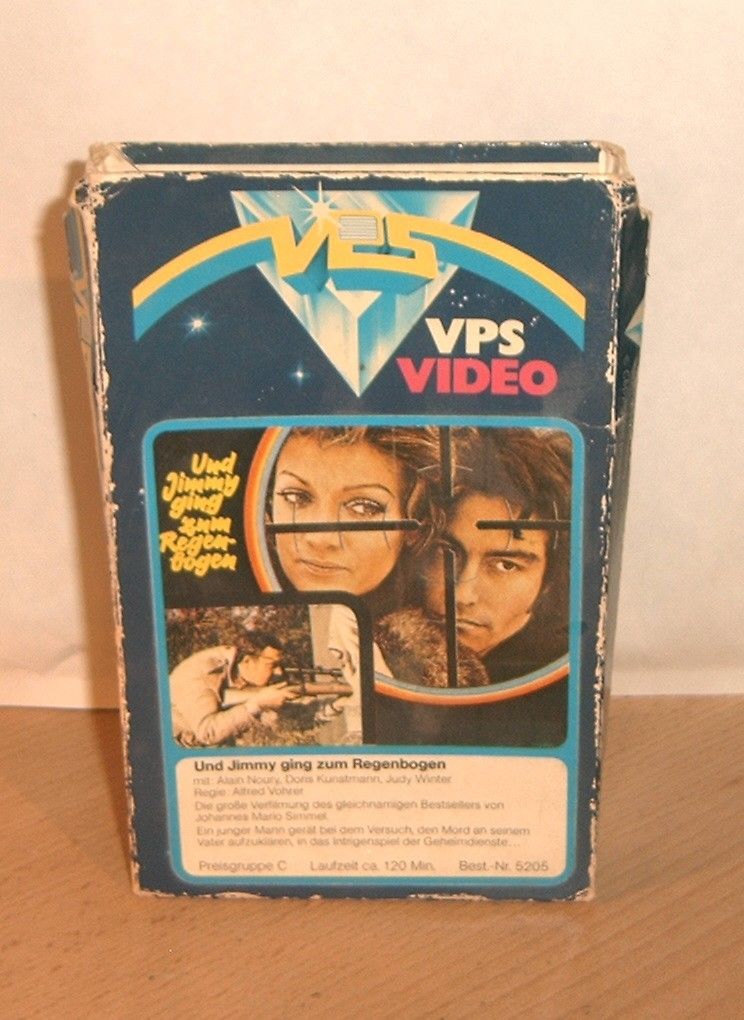 VPS
VPS
VIDEO
Und
Jimmy
ging
zum
Regen-
bogen
Und Jimmy ging zum Regenbogen
mit: Alain Noury, Doris Kunstmann, Judy Winter
Regie: Alfred Vohrer
Die große Verfilmung des gleichnamigen Bestsellers von
Johannes Mario Simmel.
Ein junger Mann gerät bei dem Versuch, den Mord an seinem
Vater aufzuklären, in das Intrigenspiel der Geheimdienste...
Preisgruppe C Laufzeit ca. 120 Min. Best.-Nr. 5205